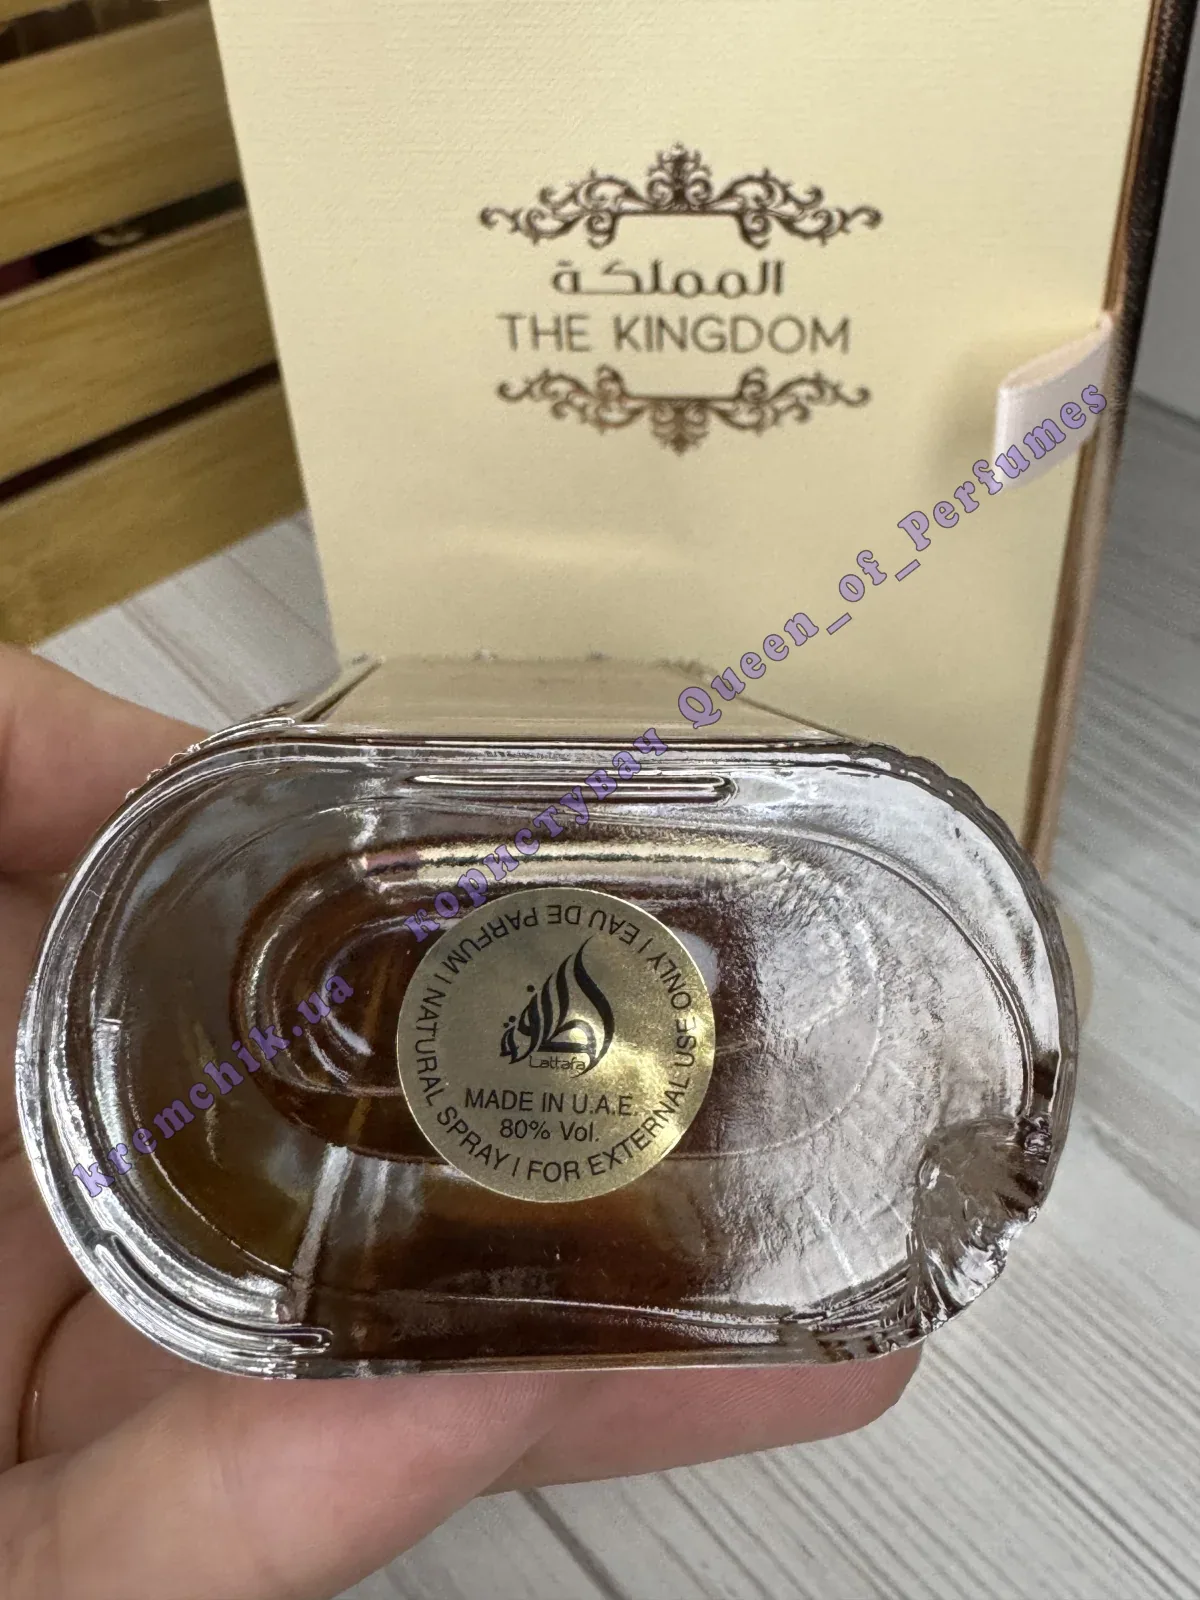 المملكة
THE KINGDOM
kremchik.ua користувач Queen_of_Perfumes
لطافة
Lattafa
MADE IN U.A.E.
80% Vol.
EAU DE PARFUM | NATURAL SPRAY | FOR EXTERNAL USE ONLY |